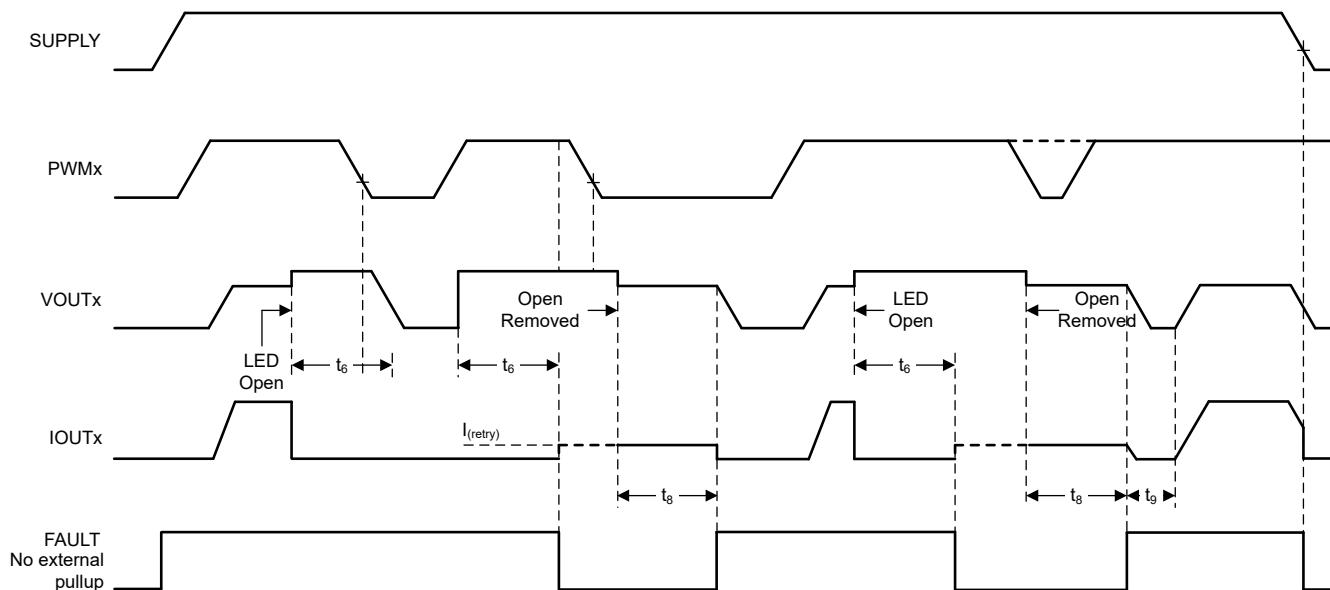 SUPPLY
PWMx
VOUTx
LED
Open
Open
Removed
LED
Open
Open
Removed
t6
t6
t6
IOUTx
I(retry)
t8
t8
t9
FAULT
No external
pullup